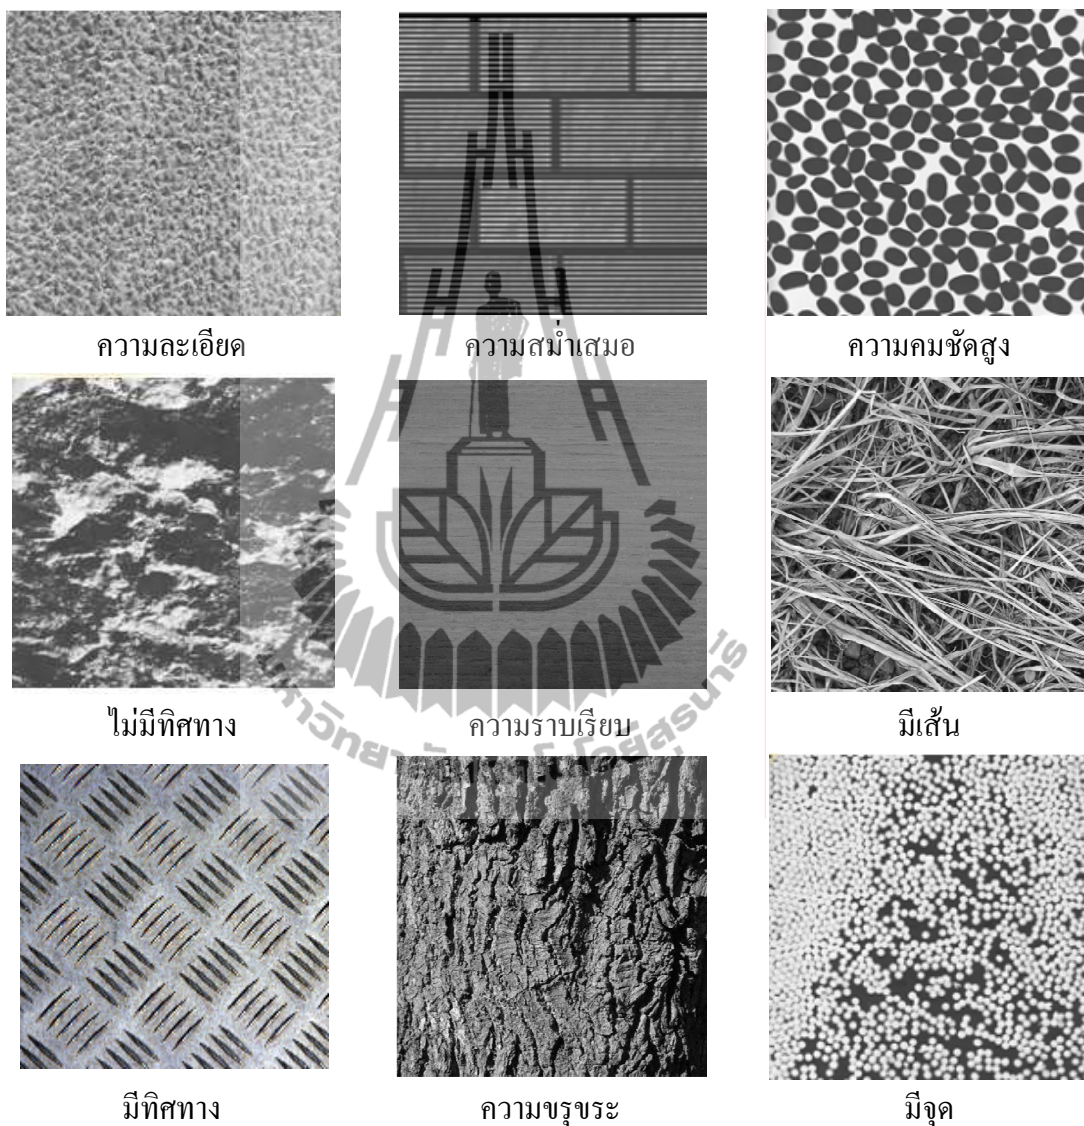 ความละเอียด ความสม่ำเสมอ ความคมชัดสูง
ไม่มีทิศทาง ความราบเรียบ มีเส้น
มีทิศทาง ความขรุขระ มีจุด